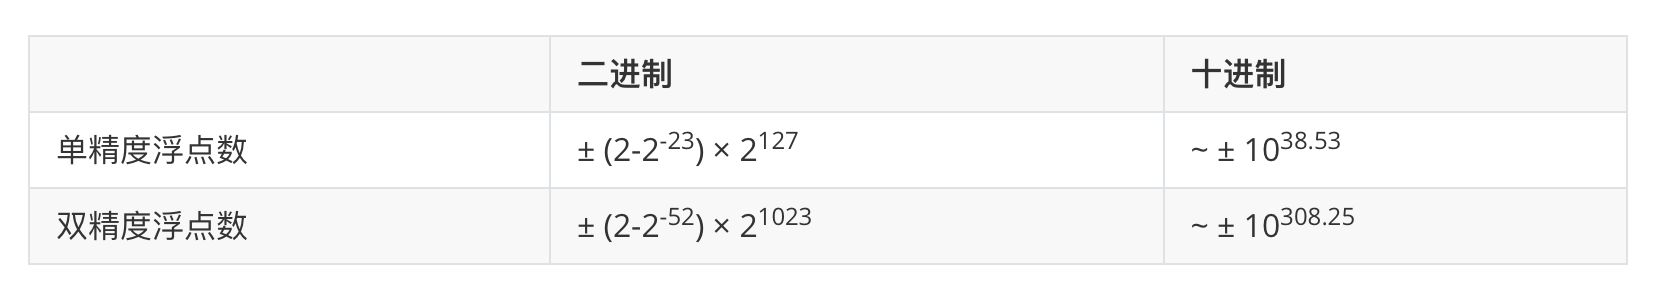 二进制 十进制
单精度浮点数 ± (2-2⁻²³) × 2¹²⁷ ~ ± 10³⁸·⁵³
双精度浮点数 ± (2-2⁻⁵²) × 2¹⁰²³ ~ ± 10³⁰⁸·²⁵